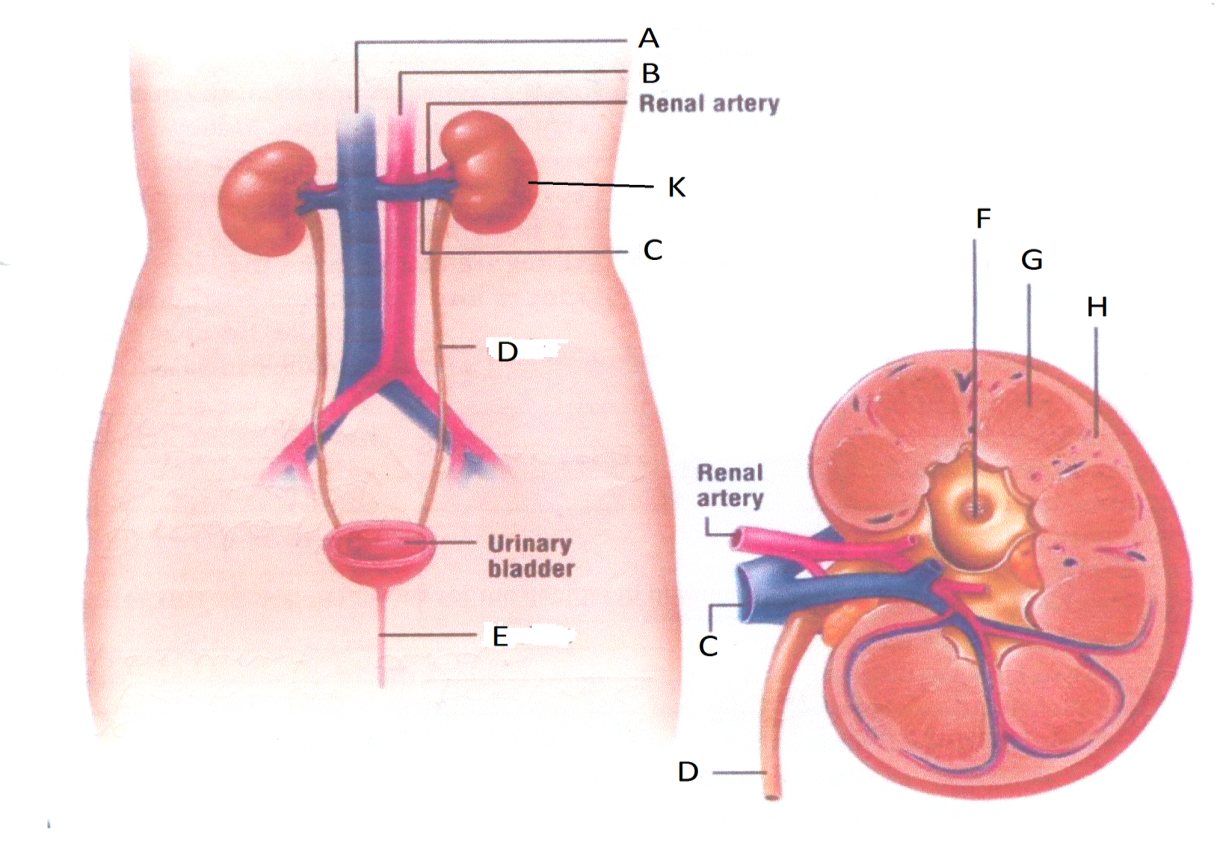 A
B
Renal artery
K
C
D
Urinary
bladder
E
F
G
H
Renal
artery
C
D